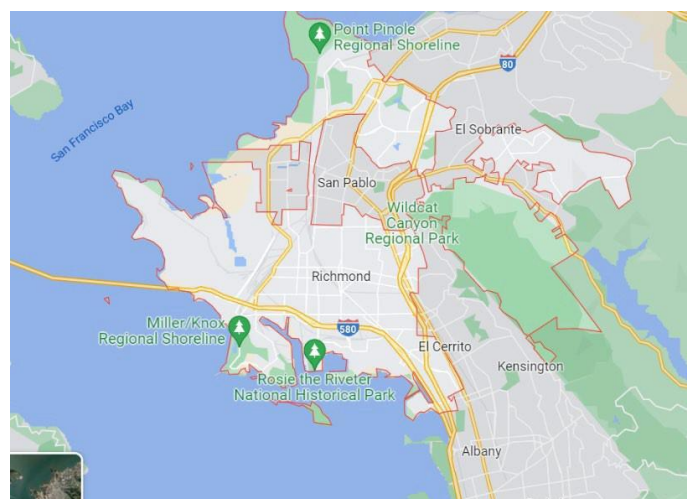 Point Pinole
Regional Shoreline
80
San Francisco Bay
El Sobrante
San Pablo
Wildcat
Canyon
Regional Park
Richmond
Miller/Knox
Regional Shoreline
580
El Cerrito
Rosie the Riveter
National Historical Park
Kensington
Albany